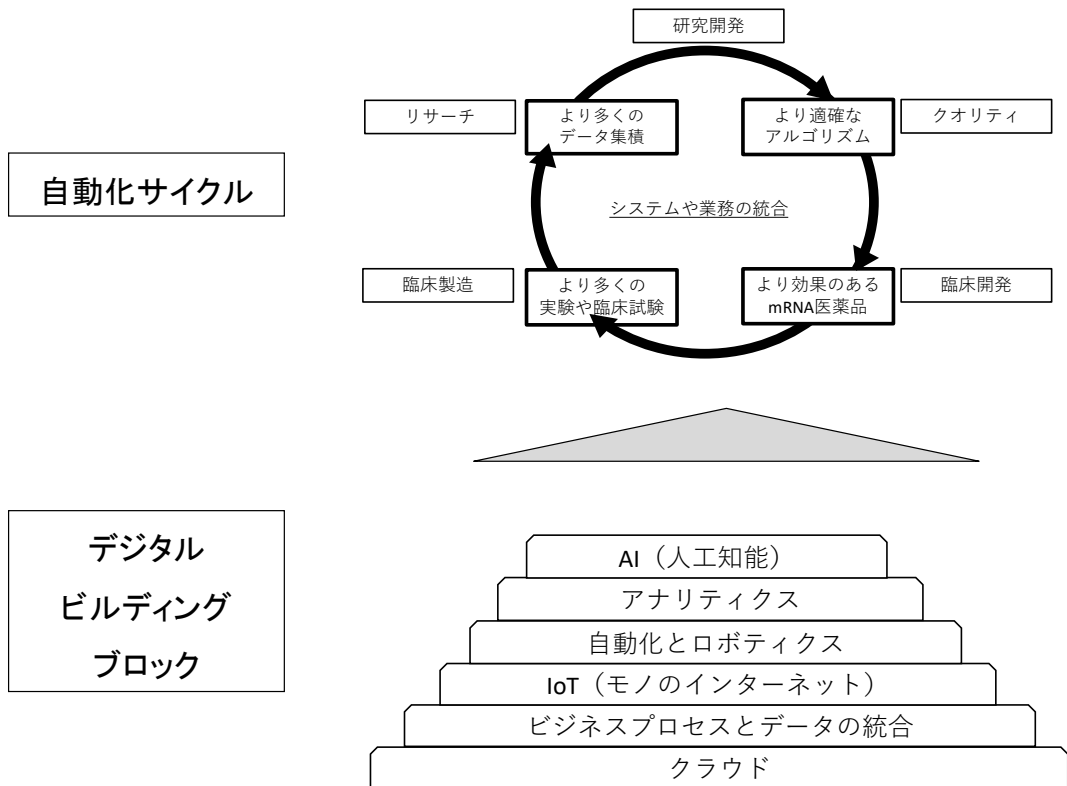 研究開発
リサーチ
より多くの
データ集積
より適確な
アルゴリズム
クオリティ
自動化サイクル
システムや業務の統合
臨床製造
より多くの
実験や臨床試験
より効果のある
mRNA医薬品
臨床開発
デジタル
ビルディング
ブロック
AI（人工知能）
アナリティクス
自動化とロボティクス
IoT（モノのインターネット）
ビジネスプロセスとデータの統合
クラウド